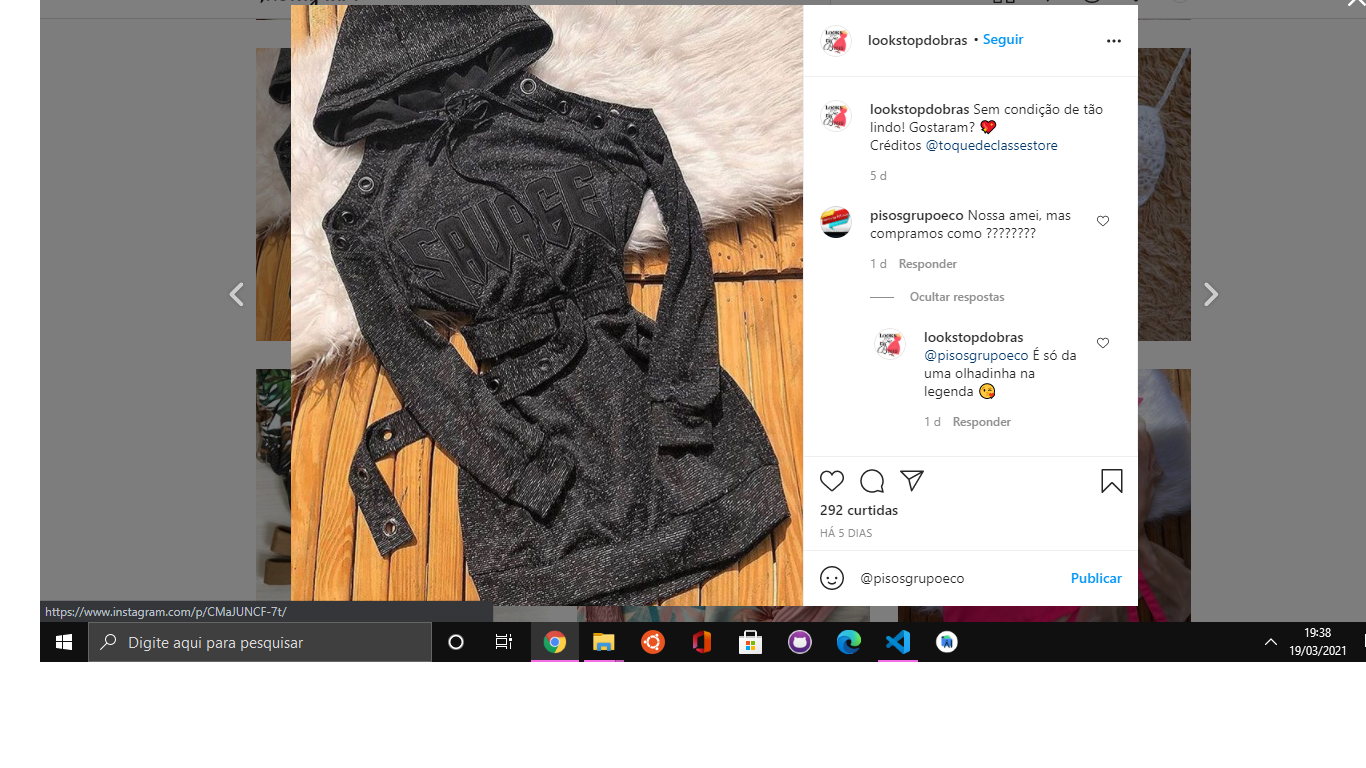 lookstopdobras • Seguir
lookstopdobras Sem condição de tão
lindo! Gostaram? 💘
Créditos @toquedeclassestore
5 d
pisosgrupoeco Nossa amei, mas
compramos como ????????
1 d Responder
Ocultar respostas
lookstopdobras
@pisosgrupoeco É só da
uma olhadinha na
legenda 😘
1 d Responder
292 curtidas
HÁ 5 DIAS
@pisosgrupoeco Publicar
SAVAGE
https://www.instagram.com/p/CMaJUNCF-7t/
Digite aqui para pesquisar
19:38
19/03/2021